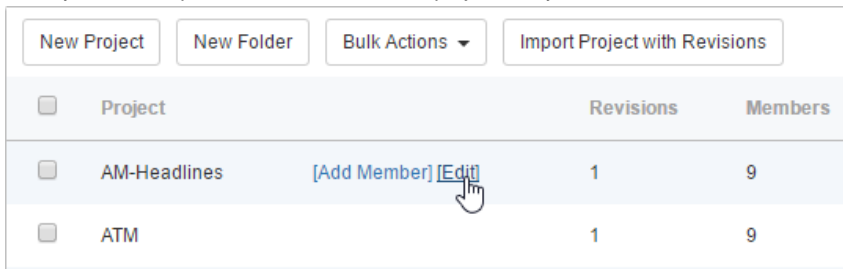 New Project New Folder Bulk Actions Import Project with Revisions
Project Revisions Members
AM-Headlines [Add Member] [Edit] 1 9
ATM 1 9